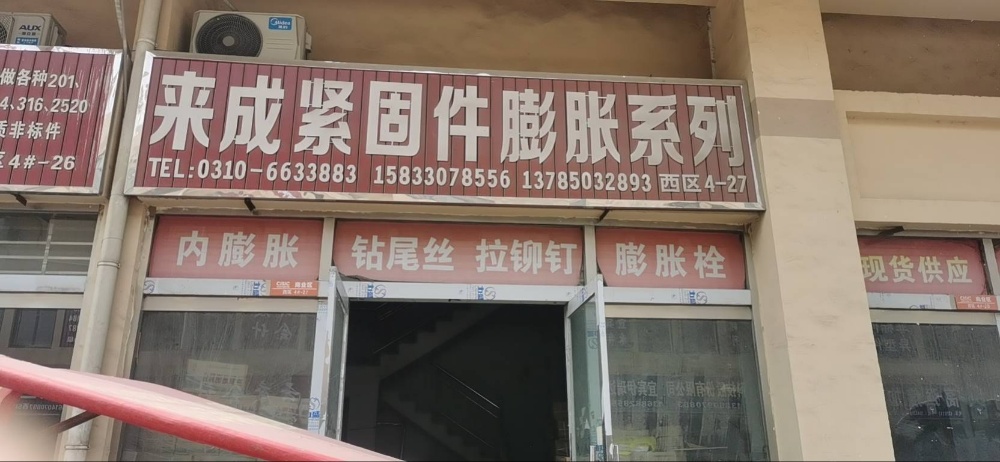 AUX
Midea
做各种201、
4、316、2520
质非标件
区4#-26
来成紧固件膨胀系列
TEL:0310-6633883 15833078556 13785032893 西区4-27
内膨胀
钻尾丝 拉铆钉
膨胀栓
现货供应